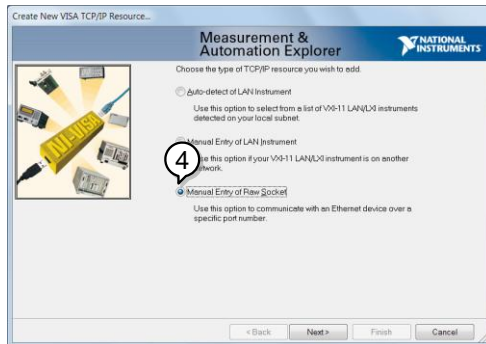 Create New VISA TCP/IP Resource...
Measurement &
Automation Explorer
NATIONAL
INSTRUMENTS
Choose the type of TCP/IP resource you wish to add.
Auto-detect of LAN Instrument
Use this option to select from a list of VXI-11 LAN/LXI instruments
detected on your local subnet.
Manual Entry of LAN Instrument
this option if your VXI-11 LAN/LXI instrument is on another
4
Manual Entry of Raw Socket
Use this option to communicate with an Ethernet device over a
specific port number.
NI-VISA
< Back
Next >
Finish
Cancel